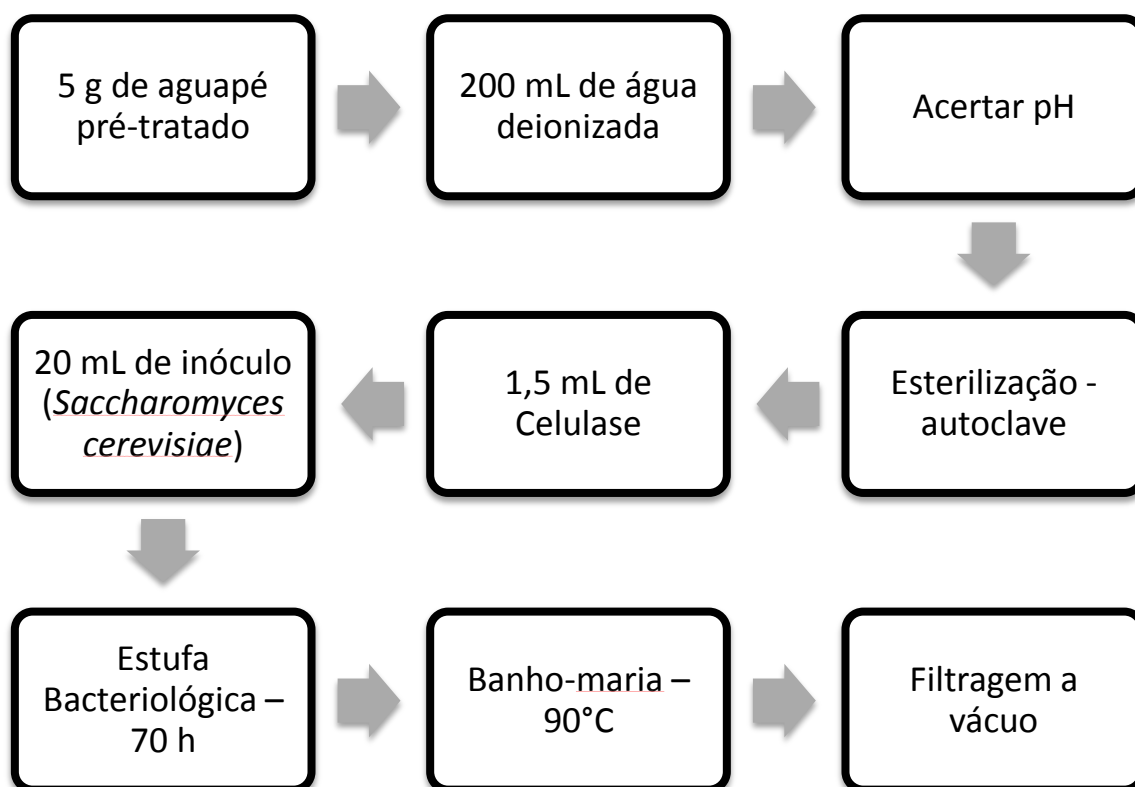 5 g de aguapé
pré-tratado
200 mL de água
deionizada
Acertar pH
Esterilização -
autoclave
1,5 mL de
Celulase
20 mL de inóculo
(Saccharomyces
cerevisiae)
Estufa
Bacteriológica –
70 h
Banho-maria –
90°C
Filtragem a
vácuo